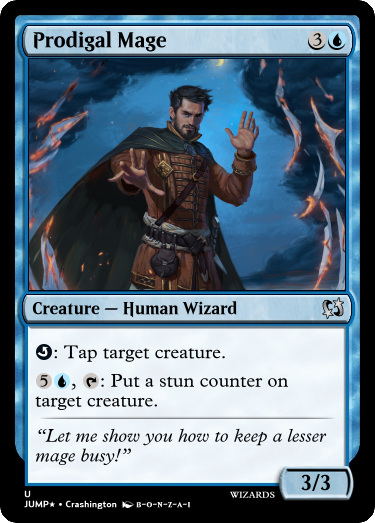 Prodigal Mage 3
Creature — Human Wizard
: Tap target creature.
5, : Put a stun counter on
target creature.
“Let me show you how to keep a lesser
mage busy!”
3/3
U
JUMP★ • Crashington B-O-N-Z-A-I
WIZARDS